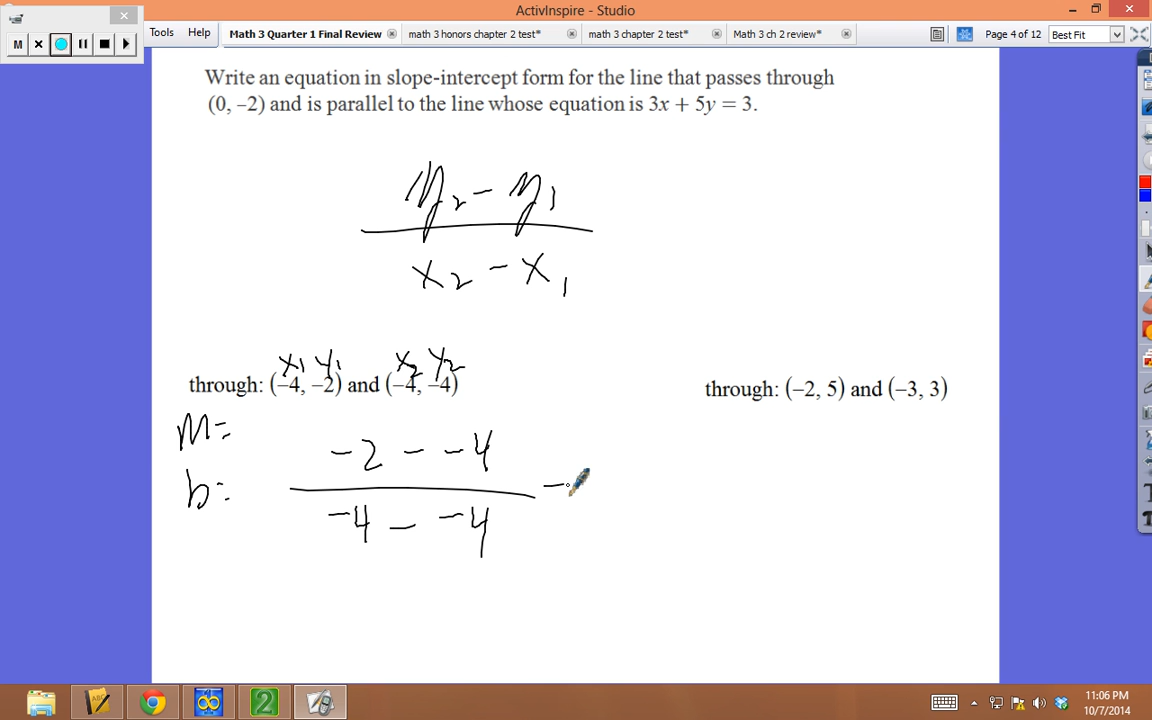 ActivInspire - Studio
Tools Help Math 3 Quarter 1 Final Review math 3 honors chapter 2 test* math 3 chapter 2 test* Math 3 ch 2 review* Page 4 of 12 Best Fit
M
Write an equation in slope-intercept form for the line that passes through
(0, –2) and is parallel to the line whose equation is 3x + 5y = 3.
y2 - y1
x2 - x1
x1 y1 x2 y2
through: (–4, –2) and (–4, –4)
through: (–2, 5) and (–3, 3)
M=
-2 - -4
b:
-4 - -4
11:06 PM
10/7/2014